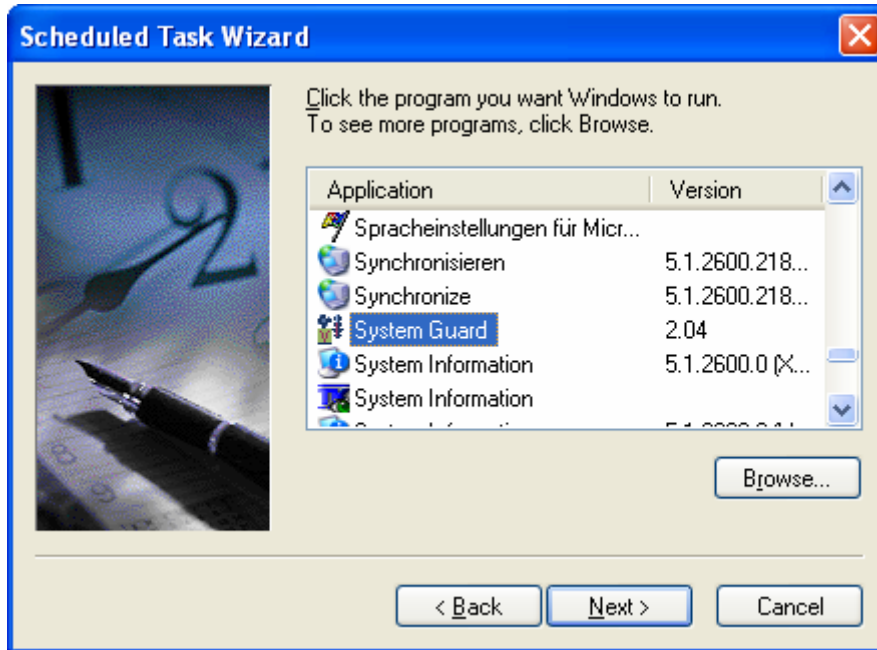 Scheduled Task Wizard
Click the program you want Windows to run.
To see more programs, click Browse.
Application Version
Spracheinstellungen für Micr...
Synchronisieren 5.1.2600.218...
Synchronize 5.1.2600.218...
System Guard 2.04
System Information 5.1.2600.0 (X...
System Information
Browse...
< Back Next > Cancel